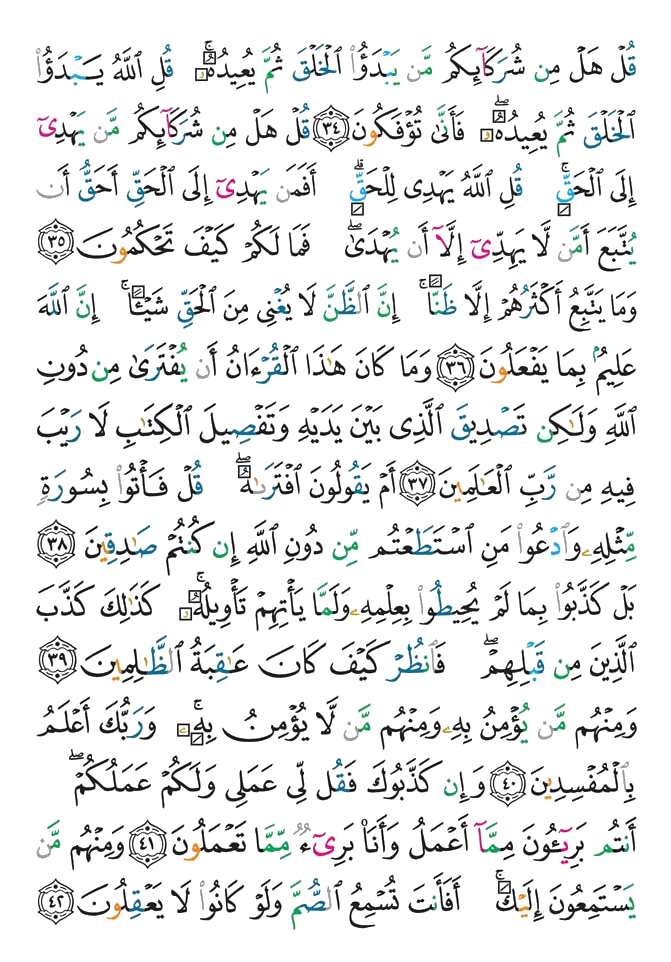 قُلْ هَلْ مِن شُرَكَآئِكُم مَّن يَبْدَؤُا۟ ٱلْخَلْقَ ثُمَّ يُعِيدُهُۥ ۚ قُلِ ٱللَّهُ يَبْدَؤُا۟
ٱلْخَلْقَ ثُمَّ يُعِيدُهُۥ ۖ فَأَنَّىٰ تُؤْفَكُونَ ٣٤ قُلْ هَلْ مِن شُرَكَآئِكُم مَّن يَهْدِىٓ
إِلَى ٱلْحَقِّ ۚ قُلِ ٱللَّهُ يَهْدِى لِلْحَقِّ ۗ أَفَمَن يَهْدِىٓ إِلَى ٱلْحَقِّ أَحَقُّ أَن
يُتَّبَعَ أَمَّن لَّا يَهِدِّىٓ إِلَّآ أَن يُهْدَىٰ ۖ فَمَا لَكُمْ كَيْفَ تَحْكُمُونَ ٣٥
وَمَا يَتَّبِعُ أَكْثَرُهُمْ إِلَّا ظَنًّا ۚ إِنَّ ٱلظَّنَّ لَا يُغْنِى مِنَ ٱلْحَقِّ شَيْـًٔا ۚ إِنَّ ٱللَّهَ
عَلِيمٌۢ بِمَا يَفْعَلُونَ ٣٦ وَمَا كَانَ هَٰذَا ٱلْقُرْءَانُ أَن يُفْتَرَىٰ مِن دُونِ
ٱللَّهِ وَلَٰكِن تَصْدِيقَ ٱلَّذِى بَيْنَ يَدَيْهِ وَتَفْصِيلَ ٱلْكِتَٰبِ لَا رَيْبَ
فِيهِ مِن رَّبِّ ٱلْعَٰلَمِينَ ٣٧ أَمْ يَقُولُونَ ٱفْتَرَىٰهُ ۖ قُلْ فَأْتُوا۟ بِسُورَةٍ
مِّثْلِهِۦ وَٱدْعُوا۟ مَنِ ٱسْتَطَعْتُم مِّن دُونِ ٱللَّهِ إِن كُنتُمْ صَٰدِقِينَ ٣٨
بَلْ كَذَّبُوا۟ بِمَا لَمْ يُحِيطُوا۟ بِعِلْمِهِۦ وَلَمَّا يَأْتِهِمْ تَأْوِيلُهُۥ ۚ كَذَٰلِكَ كَذَّبَ
ٱلَّذِينَ مِن قَبْلِهِمْ ۖ فَٱنظُرْ كَيْفَ كَانَ عَٰقِبَةُ ٱلظَّٰلِمِينَ ٣٩
وَمِنْهُم مَّن يُؤْمِنُ بِهِۦ وَمِنْهُم مَّن لَّا يُؤْمِنُ بِهِۦ ۚ وَرَبُّكَ أَعْلَمُ
بِٱلْمُفْسِدِينَ ٤٠ وَإِن كَذَّبُوكَ فَقُل لِّى عَمَلِى وَلَكُمْ عَمَلُكُمْ ۖ
أَنتُم بَرِيٓـُٔونَ مِمَّآ أَعْمَلُ وَأَنَا۠ بَرِىٓءٌ مِّمَّا تَعْمَلُونَ ٤١ وَمِنْهُم مَّن
يَسْتَمِعُونَ إِلَيْكَ ۚ أَفَأَنتَ تُسْمِعُ ٱلصُّمَّ وَلَوْ كَانُوا۟ لَا يَعْقِلُونَ ٤٢